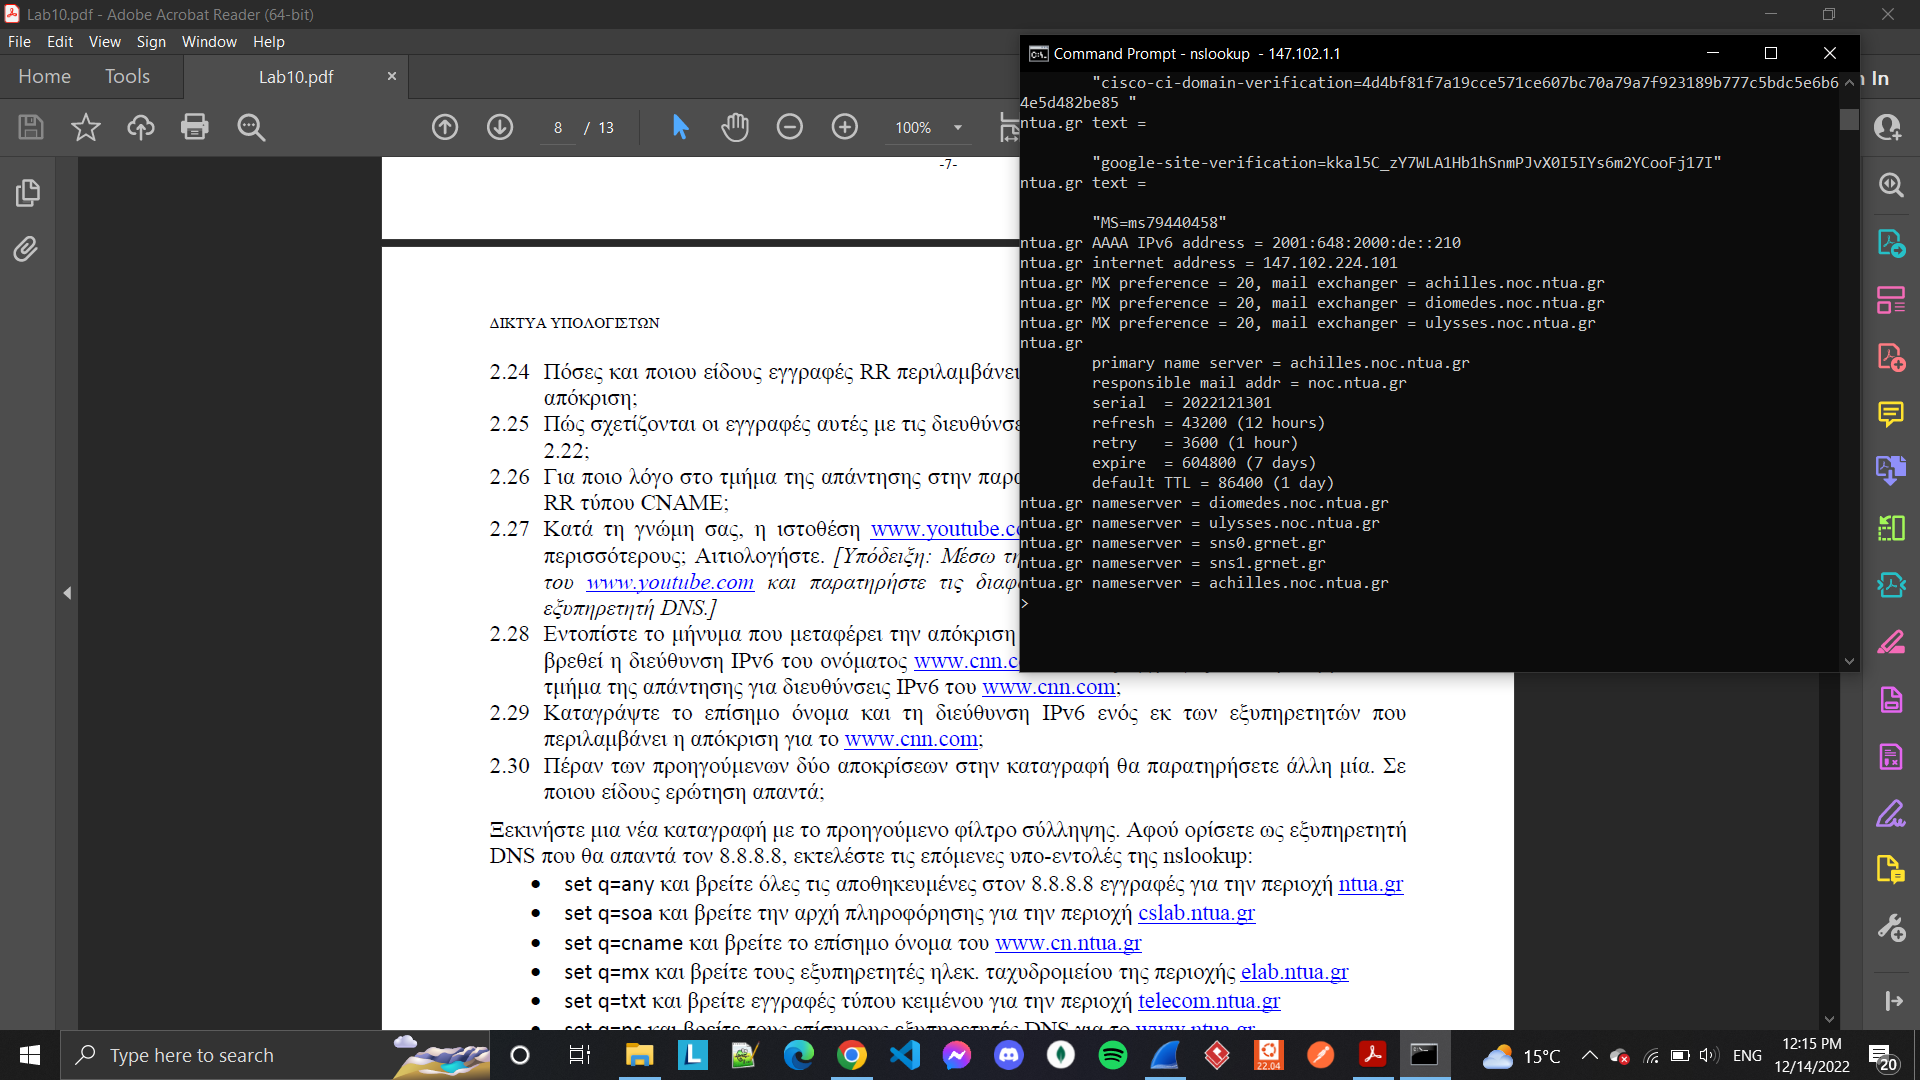 Lab10.pdf - Adobe Acrobat Reader (64-bit)
File Edit View Sign Window Help
Home Tools Lab10.pdf × In
8 / 13 100%
-7-
ΔΙΚΤΥΑ ΥΠΟΛΟΓΙΣΤΩΝ
2.24 Πόσες και ποιου είδους εγγραφές RR περιλαμβάνει
απόκριση;
2.25 Πώς σχετίζονται οι εγγραφές αυτές με τις
2.22;
2.26 Για ποιο λόγο στο τμήμα της απάντησης στην
RR τύπου CNAME;
2.27 Κατά τη γνώμη σας, η ιστοθέση www.youtube.c
περισσότερους; Αιτιολογήστε. [Υπόδειξη: Μέσω
του www.youtube.com και παρατηρήστε τις
εξυπηρετητή DNS.]
2.28 Εντοπίστε το μήνυμα που μεταφέρει την απόκριση
βρεθεί η διεύθυνση IPv6 του ονόματος www.cnn.c
τμήμα της απάντησης για διευθύνσεις IPv6 του www.cnn.com;
2.29 Καταγράψτε το επίσημο όνομα και τη διεύθυνση IPv6 ενός εκ των εξυπηρετητών που
περιλαμβάνει η απόκριση για το www.cnn.com;
2.30 Πέραν των προηγούμενων δύο αποκρίσεων στην καταγραφή θα παρατηρήσετε άλλη μία. Σε
ποιου είδους ερώτηση απαντά;
Ξεκινήστε μια νέα καταγραφή με το προηγούμενο φίλτρο σύλληψης. Αφού ορίσετε ως εξυπηρετητή
DNS που θα απαντά τον 8.8.8.8, εκτελέστε τις επόμενες υπο-εντολές της nslookup:
• set q=any και βρείτε όλες τις αποθηκευμένες στον 8.8.8.8 εγγραφές για την περιοχή ntua.gr
• set q=soa και βρείτε την αρχή πληροφόρησης για την περιοχή cslab.ntua.gr
• set q=cname και βρείτε το επίσημο όνομα του www.cn.ntua.gr
• set q=mx και βρείτε τους εξυπηρετητές ηλεκ. ταχυδρομείου της περιοχής elab.ntua.gr
• set q=txt και βρείτε εγγραφές τύπου κειμένου για την περιοχή telecom.ntua.gr
• set q=ns και βρείτε τους επίσημους εξυπηρετητές DNS για το www.ntua.gr
Command Prompt - nslookup - 147.102.1.1
"cisco-ci-domain-verification=4d4bf81f7a19cce571ce607bc70a79a7f923189b777c5bdc5e6b6
4e5d482be85 "
ntua.gr text =
"google-site-verification=kkal5C_zY7WLA1Hb1hSnmPJvX0I5IYs6m2YCooFj17I"
ntua.gr text =
"MS=ms79440458"
ntua.gr AAAA IPv6 address = 2001:648:2000:de::210
ntua.gr internet address = 147.102.224.101
ntua.gr MX preference = 20, mail exchanger = achilles.noc.ntua.gr
ntua.gr MX preference = 20, mail exchanger = diomedes.noc.ntua.gr
ntua.gr MX preference = 20, mail exchanger = ulysses.noc.ntua.gr
ntua.gr
primary name server = achilles.noc.ntua.gr
responsible mail addr = noc.ntua.gr
serial = 2022121301
refresh = 43200 (12 hours)
retry = 3600 (1 hour)
expire = 604800 (7 days)
default TTL = 86400 (1 day)
ntua.gr nameserver = diomedes.noc.ntua.gr
ntua.gr nameserver = ulysses.noc.ntua.gr
ntua.gr nameserver = sns0.grnet.gr
ntua.gr nameserver = sns1.grnet.gr
ntua.gr nameserver = achilles.noc.ntua.gr
>
Type here to search
22.04
15°C ENG
12:15 PM
12/14/2022
20